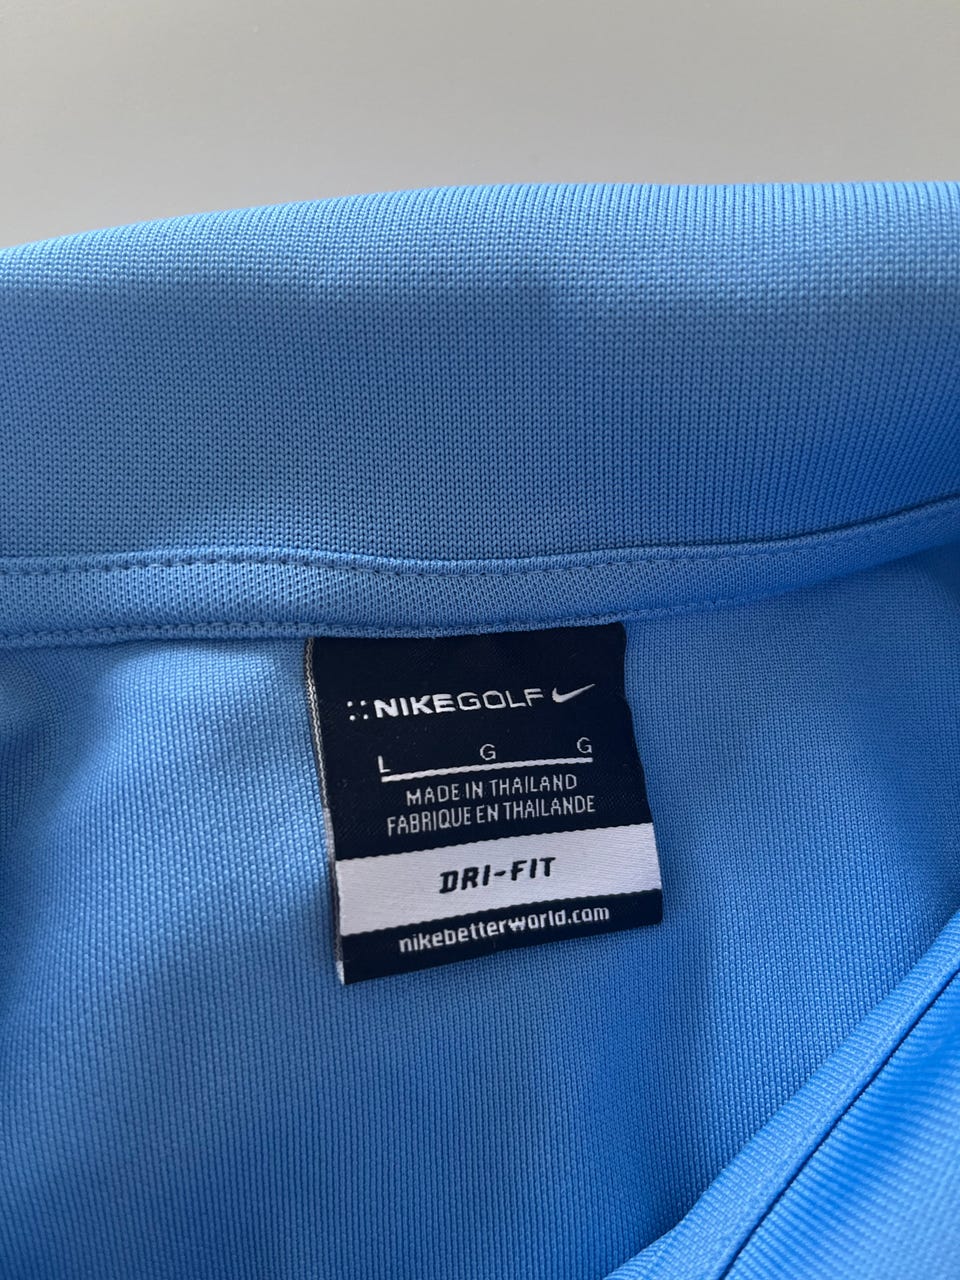 NIKEGOLF
L G G
MADE IN THAILAND
FABRIQUE EN THAILANDE
DRI-FIT
nikebetterworld.com